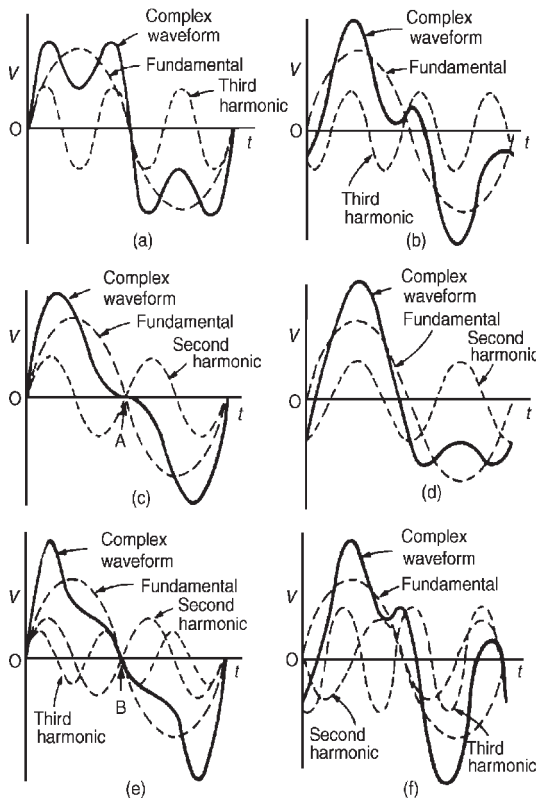 Complex
waveform
V
Fundamental
Third
harmonic
O
t
(a)
Complex
waveform
V
Fundamental
O
t
Third
harmonic
(b)
Complex
waveform
V
Fundamental
Second
harmonic
O
t
A
(c)
Complex
waveform
V
Fundamental
Second
harmonic
O
t
(d)
Complex
waveform
V
Fundamental
Second
harmonic
O
t
Third
harmonic
B
(e)
Complex
waveform
V
Fundamental
O
t
Second
harmonic
Third
harmonic
(f)